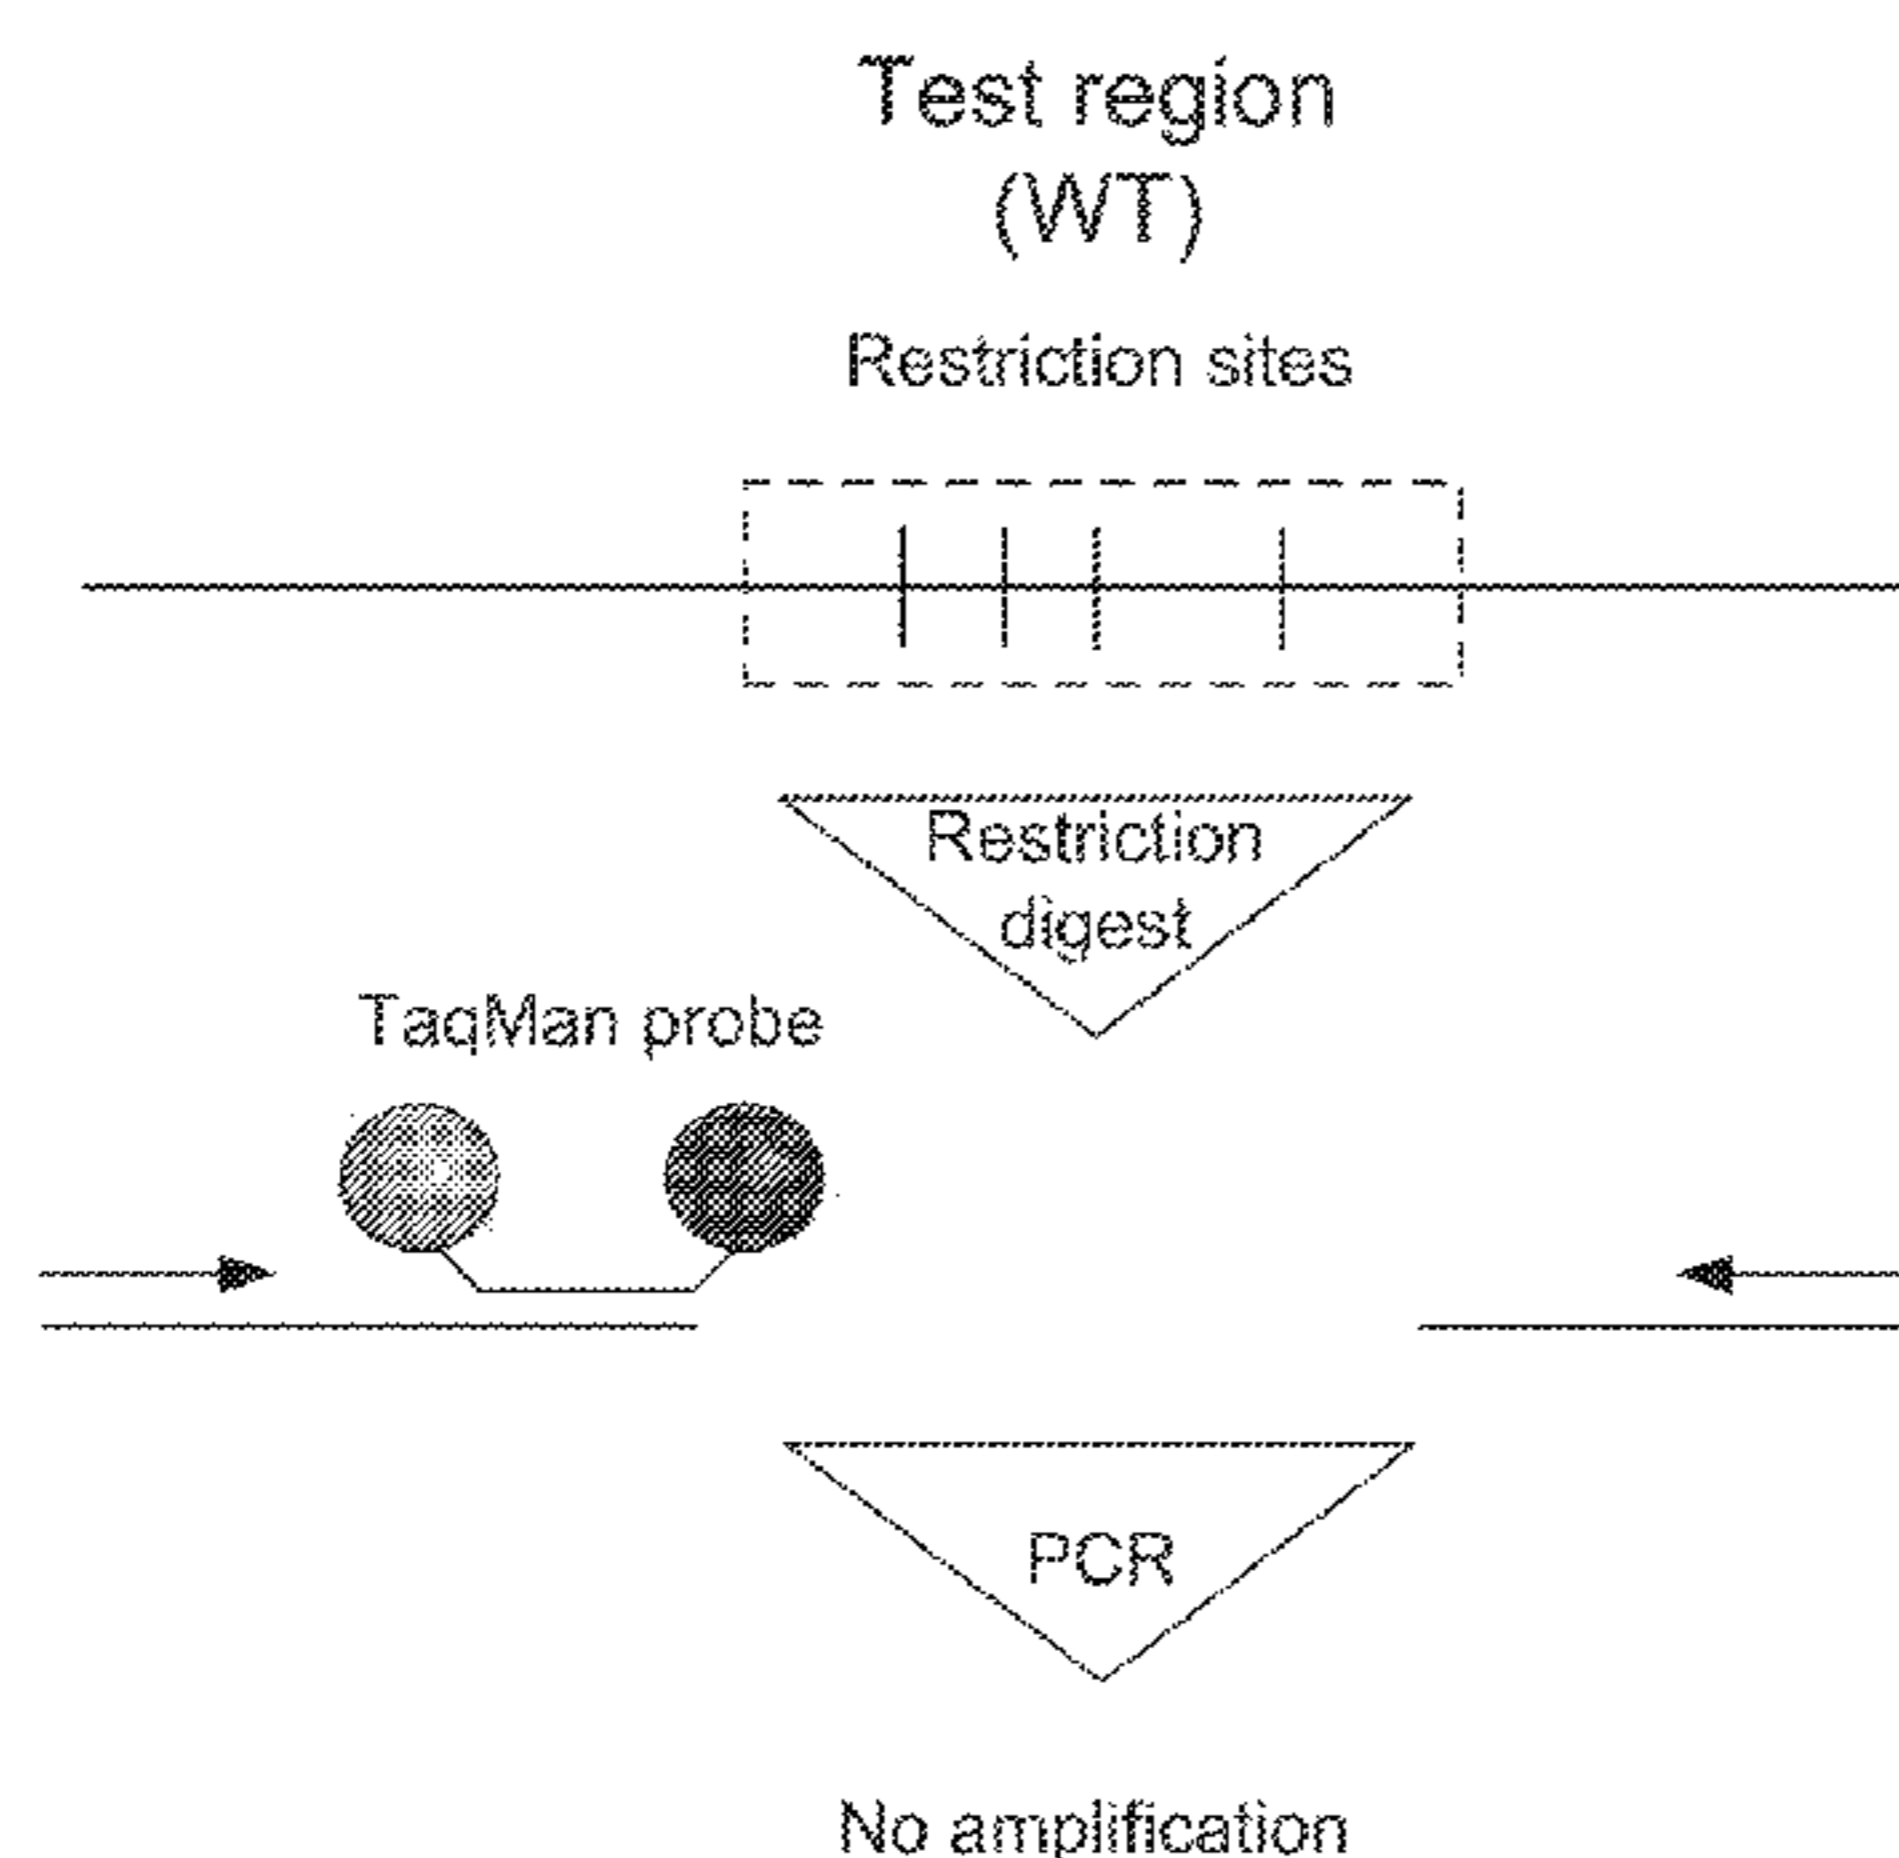 Test region
(WT)
Restriction sites
Restriction
digest
TaqMan probe
PCR
No amplification